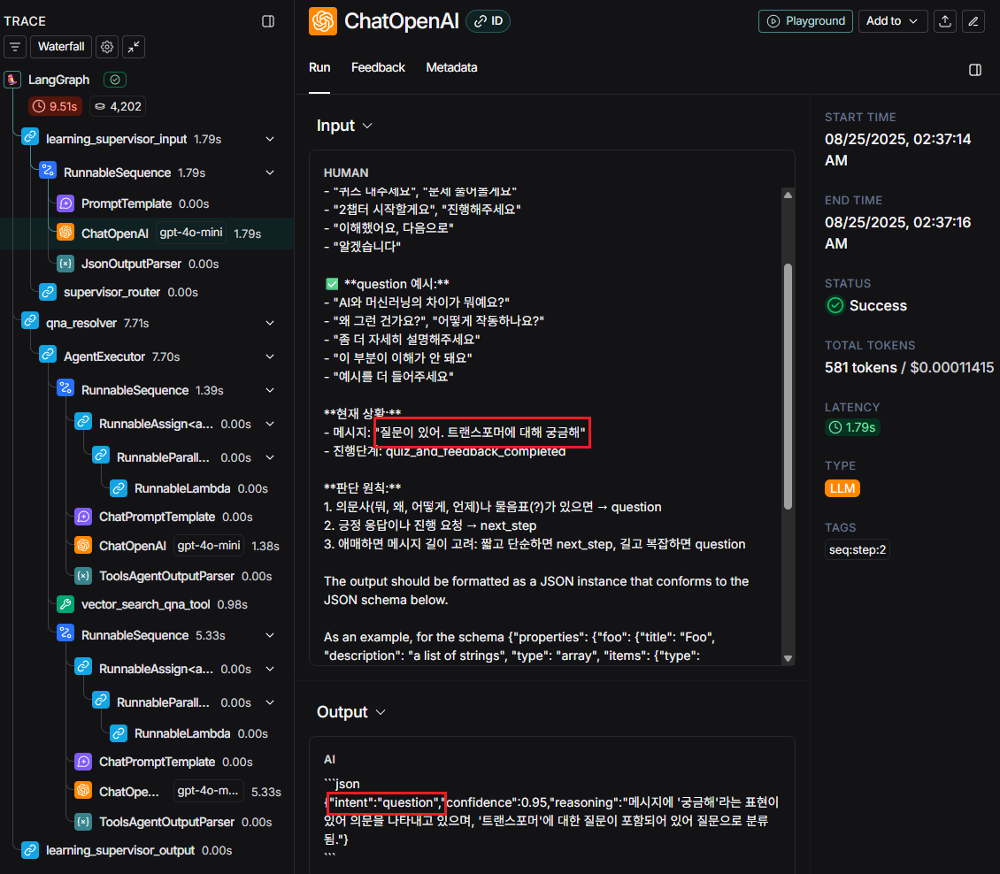 TRACE
Waterfall
LangGraph
9.51s
4,202
learning_supervisor_input 1.79s
RunnableSequence 1.79s
PromptTemplate 0.00s
ChatOpenAI gpt-4o-mini 1.79s
JsonOutputParser 0.00s
supervisor_router 0.00s
qna_resolver 7.71s
AgentExecutor 7.70s
RunnableSequence 1.39s
RunnableAssign<a... 0.00s
RunnableParall... 0.00s
RunnableLambda 0.00s
ChatPromptTemplate 0.00s
ChatOpenAI gpt-4o-mini 1.38s
ToolsAgentOutputParser 0.00s
vector_search_qna_tool 0.98s
RunnableSequence 5.33s
RunnableAssign<a... 0.00s
RunnableParall... 0.00s
RunnableLambda 0.00s
ChatPromptTemplate 0.00s
ChatOpe... gpt-4o-m... 5.33s
ToolsAgentOutputParser 0.00s
learning_supervisor_output 0.00s
ChatOpenAI ID
Playground
Add to
Run Feedback Metadata
Input
HUMAN
- "퀴즈 내주세요", "문제 풀어볼게요"
- "2챕터 시작할게요", "진행해주세요"
- "이해했어요, 다음으로"
- "알겠습니다"
✅ **question 예시:**
- "AI와 머신러닝의 차이가 뭐예요?"
- "왜 그런 건가요?", "어떻게 작동하나요?"
- "좀 더 자세히 설명해주세요"
- "이 부분이 이해가 안 돼요"
- "예시를 더 들어주세요"
**현재 상황:**
- 메시지: "질문이 있어. 트랜스포머에 대해 궁금해"
- 진행단계: quiz_and_feedback_completed
**판단 원칙:**
1. 의문사(뭐, 왜, 어떻게, 언제)나 물음표(?)가 있으면 → question
2. 긍정 응답이나 진행 요청 → next_step
3. 애매하면 메시지 길이 고려: 짧고 단순하면 next_step, 길고 복잡하면 question
The output should be formatted as a JSON instance that conforms to the
JSON schema below.
As an example, for the schema {"properties": {"foo": {"title": "Foo",
"description": "a list of strings", "type": "array", "items": {"type":
Output
AI
```json
{"intent":"question","confidence":0.95,"reasoning":"메시지에 '궁금해'라는 표현이
있어 의문을 나타내고 있으며, '트랜스포머'에 대한 질문이 포함되어 있어 질문으로 분류
됨."}
```
START TIME
08/25/2025, 02:37:14
AM
END TIME
08/25/2025, 02:37:16
AM
STATUS
Success
TOTAL TOKENS
581 tokens / $0.00011415
LATENCY
1.79s
TYPE
LLM
TAGS
seq:step:2